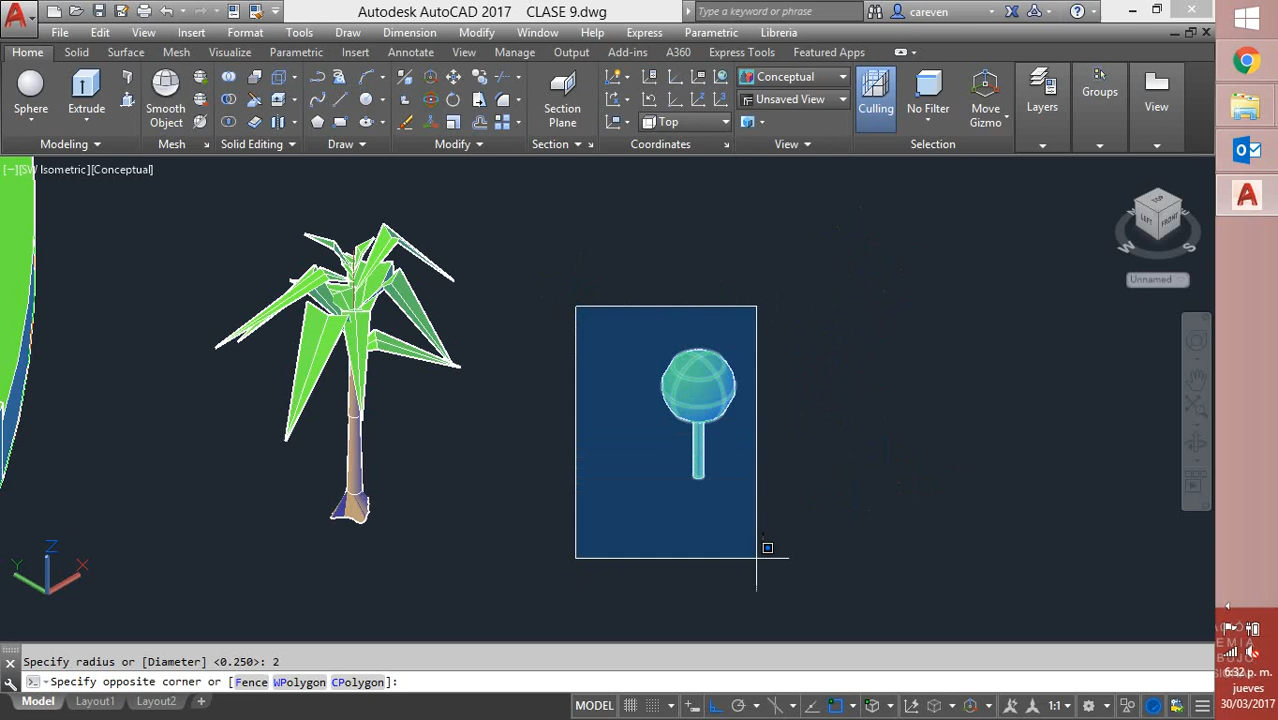 Autodesk AutoCAD 2017 CLASE 9.dwg
Type a keyword or phrase
careven
File Edit View Insert Format Tools Draw Dimension Modify Window Help Express Parametric Libreria
Home Solid Surface Mesh Visualize Parametric Insert Annotate View Manage Output Add-ins A360 Express Tools Featured Apps
Sphere
Extrude
Smooth Object
Section Plane
Top
Conceptual
Unsaved View
Culling
No Filter
Move Gizmo
Layers
Groups
View
Modeling Mesh Solid Editing Draw Modify Section Coordinates View Selection
[−][SW Isometric][Conceptual]
TOP
LEFT FRONT
W S
Unnamed
Z
Y X
Specify radius or [Diameter] <0.250>: 2
Specify opposite corner or [Fence WPolygon CPolygon]:
Model Layout1 Layout2 +
MODEL
1:1
6:32 p.m.
jueves
30/03/2017